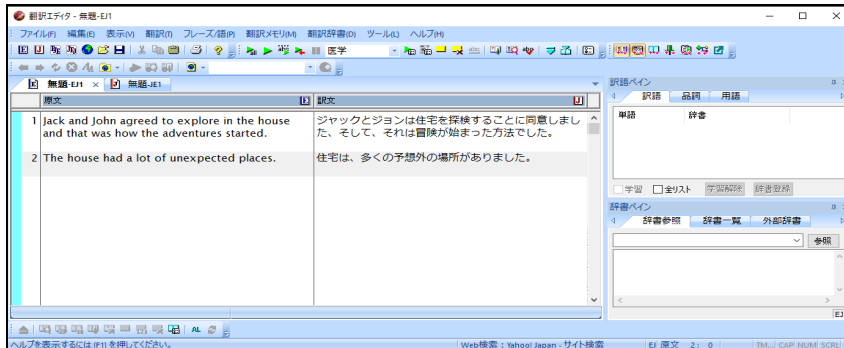 翻訳エディタ - 無題-EJ1
ファイル(F) 編集(E) 表示(V) 翻訳(T) フレーズ/語(P) 翻訳メモリ(M) 翻訳辞書(D) ツール(L) ヘルプ(H)
医学
無題-EJ1 × 無題-JE1
原文 E 訳文 J
1 Jack and John agreed to explore in the house ジャックとジョンは住宅を探検することに同意しまし
and that was how the adventures started. た、そして、それは冒険が始まった方法でした。
2 The house had a lot of unexpected places. 住宅は、多くの予想外の場所がありました。
訳語ペイン
訳語 品詞 用語
単語 辞書
学習 全リスト 学習解除 辞書登録
辞書ペイン
辞書参照 辞書一覧 外部辞書
参照
EJ
AL
ヘルプを表示するには [F1] を押してください。 Web検索 : Yahoo! Japan - サイト検索 EJ 原文 2: 0 TM... CAP NUM SCRL